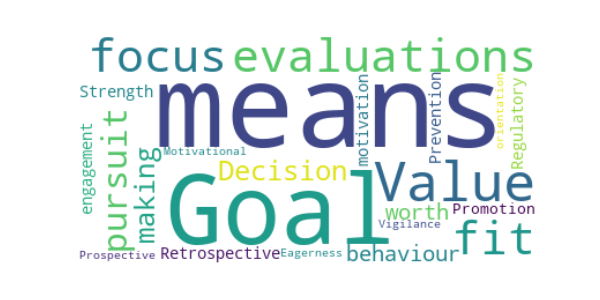 focus
evaluations
Strength
means
motivation
Prevention
orientation
Regulatory
engagement
pursuit
making
Motivational
Decision
Goal
Value
worth
Promotion
Vigilance
fit
Prospective
Retrospective
Eagerness
behaviour